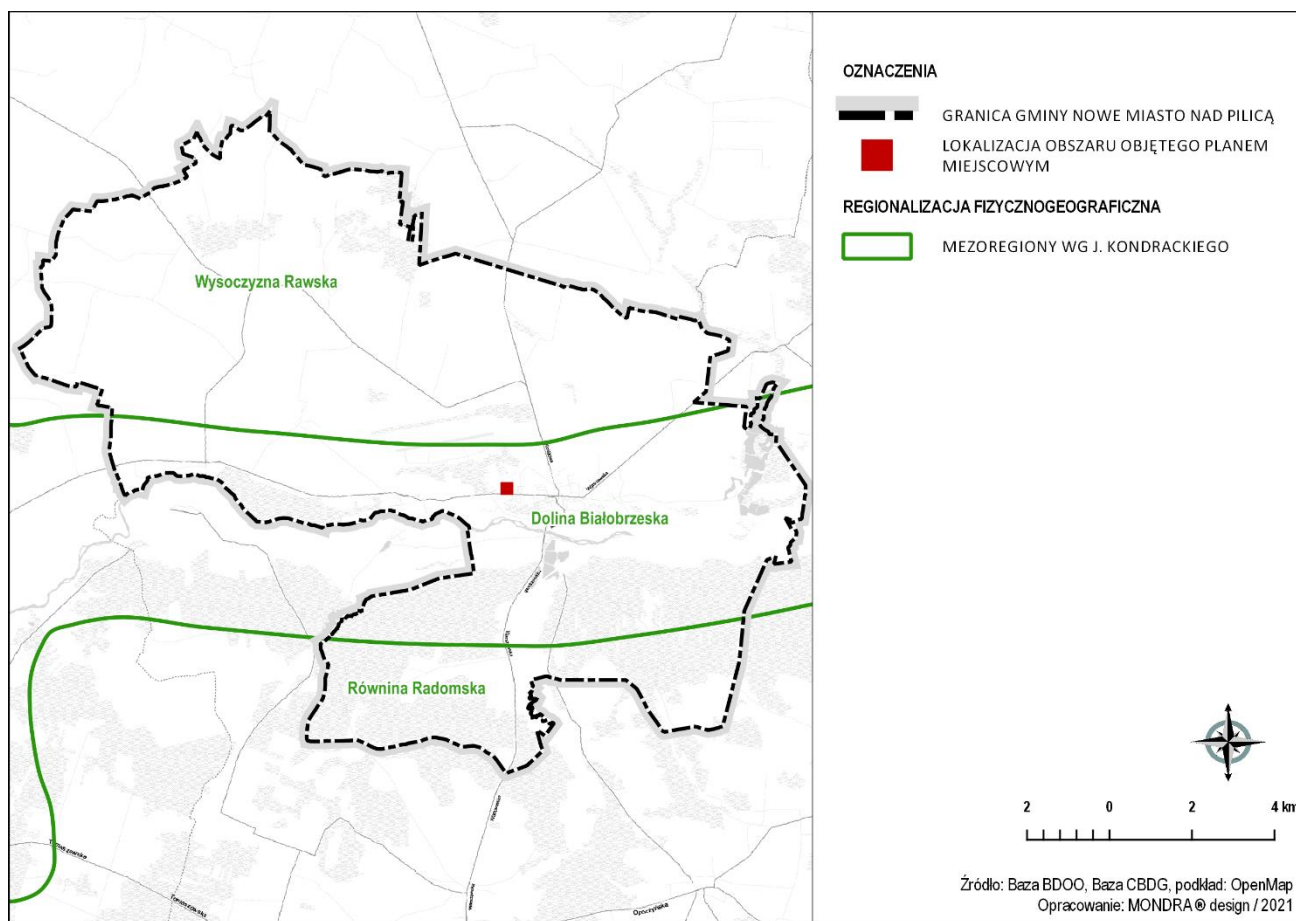 OZNACZENIA
GRANICA GMINY NOWE MIASTO NAD PILICĄ
LOKALIZACJA OBSZARU OBJĘTEGO PLANEM
MIEJSCOWYM
REGIONALIZACJA FIZYCZNOGEOGRAFICZNA
MEZOREGIONY WG J. KONDRACKIEGO
Wysoczyzna Rawska
Dolina Białobrzeska
Równina Radomska
Tomaszowska
Opoczyńska
2 0 2 4 km
Źródło: Baza BDOO, Baza CBDG, podkład: OpenMap
Opracowanie: MONDRA® design / 2021